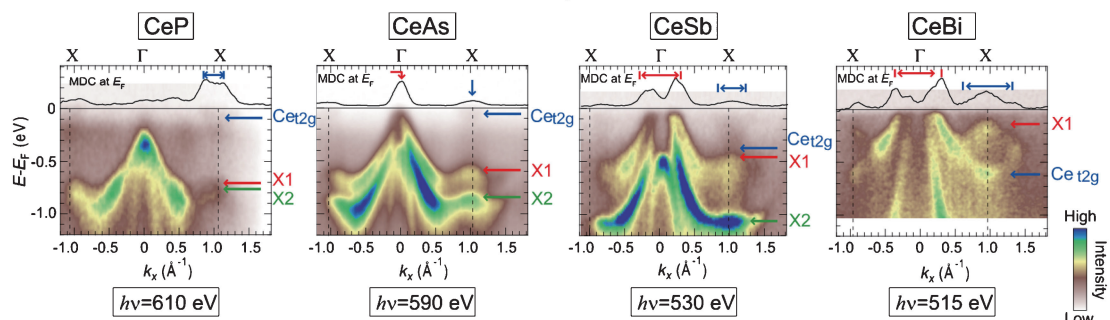 CeP
CeAs
CeSb
CeBi
X Γ X
X Γ X
X Γ X
X Γ X
MDC at EF
MDC at EF
MDC at EF
MDC at EF
E-EF (eV)
0
-0.5
-1.0
Cet2g
X1
X2
Cet2g
X1
X2
Cet2g
X1
X2
X1
Ce t2g
-1.0 -0.5 0 0.5 1.0 1.5
-1.0 -0.5 0 0.5 1.0 1.5
-1.0 -0.5 0 0.5 1.0 1.5
-1.0 -0.5 0 0.5 1.0 1.5
kx (Å-1)
kx (Å-1)
kx (Å-1)
kx (Å-1)
hν=610 eV
hν=590 eV
hν=530 eV
hν=515 eV
High
Intensity
Low